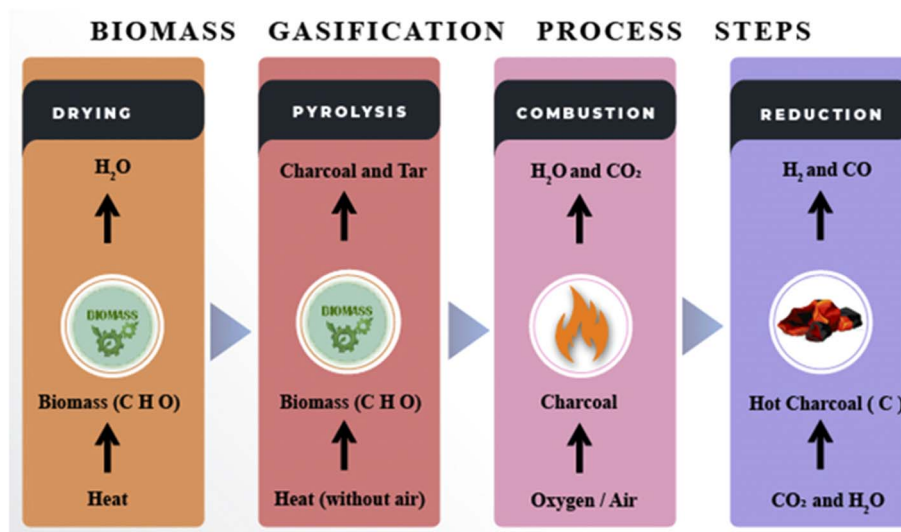 BIOMASS GASIFICATION PROCESS STEPS
DRYING
H₂O
BIOMASS
Biomass (C H O)
Heat
PYROLYSIS
Charcoal and Tar
BIOMASS
Biomass (C H O)
Heat (without air)
COMBUSTION
H₂O and CO₂
Charcoal
Oxygen / Air
REDUCTION
H₂ and CO
Hot Charcoal ( C )
CO₂ and H₂O